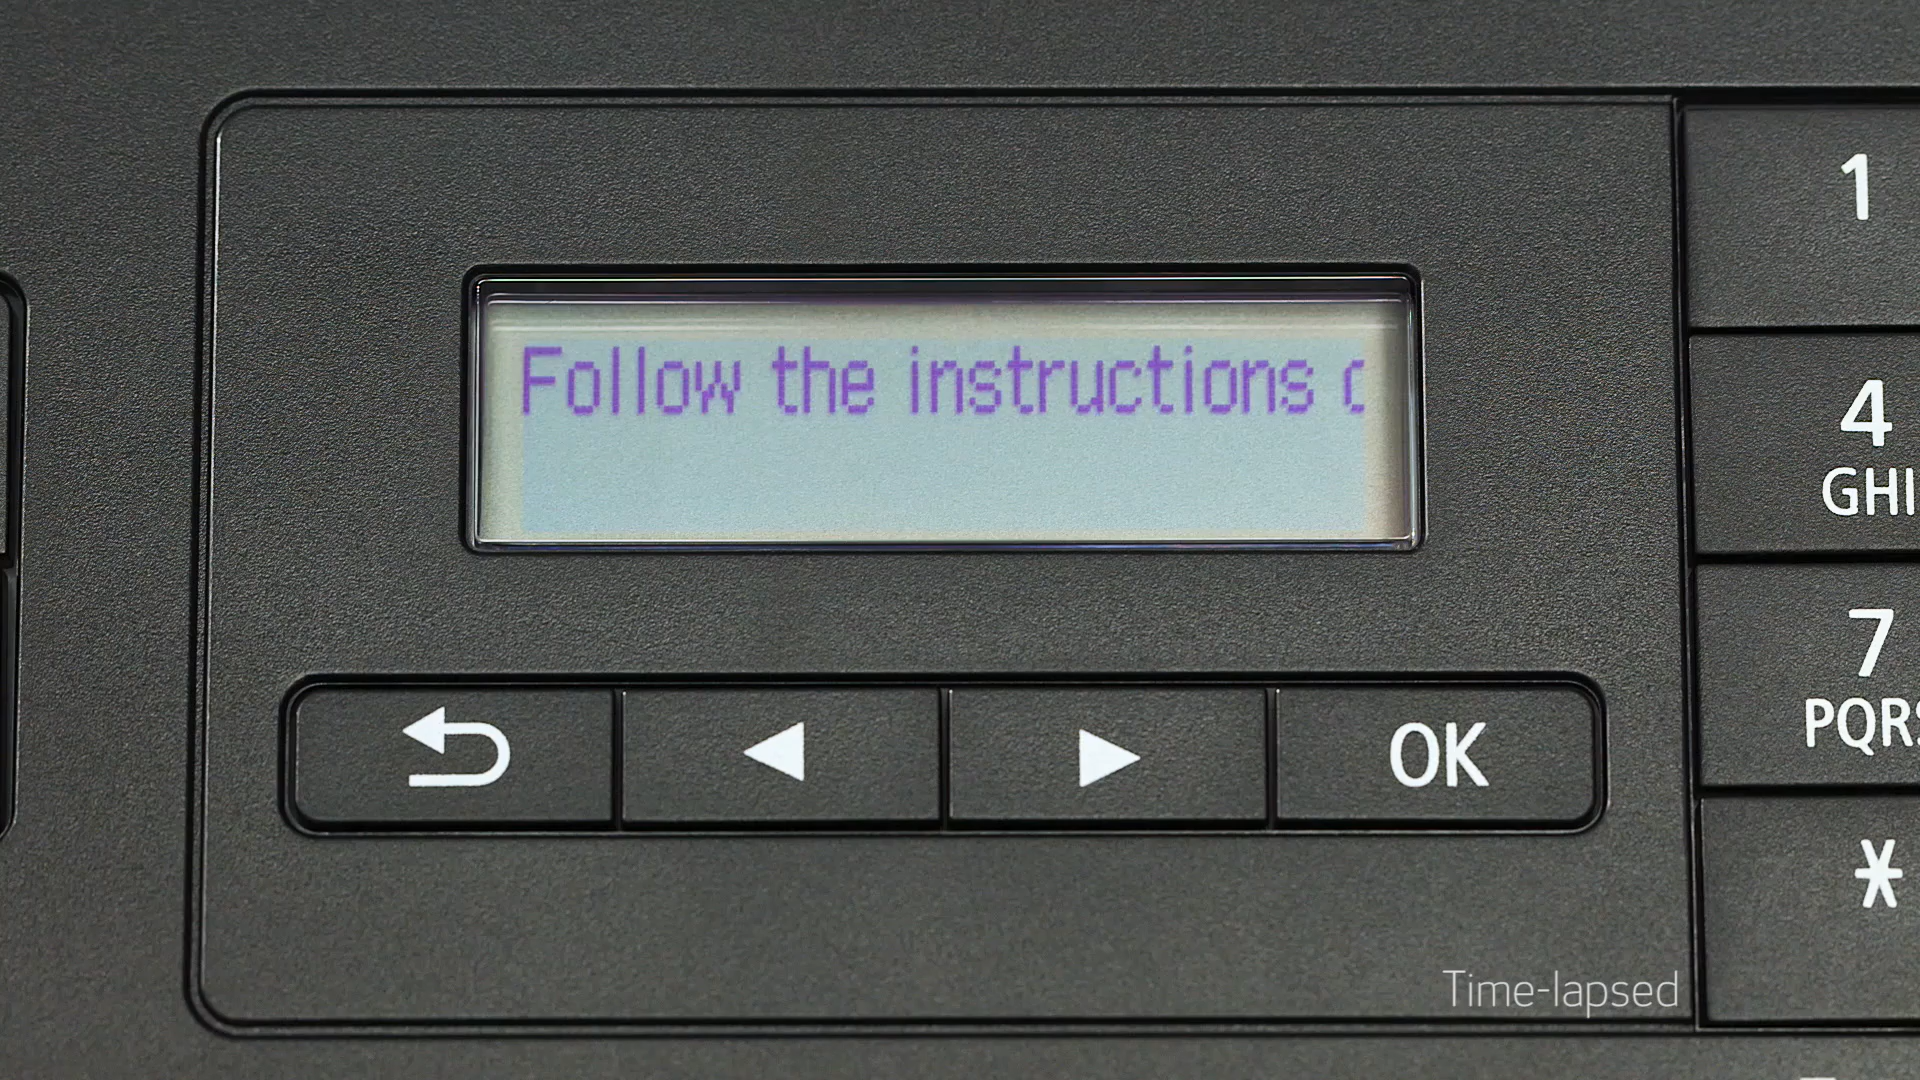 Follow the instructions
OK
1
4
GHI
7
PQRS
*
Time-lapsed